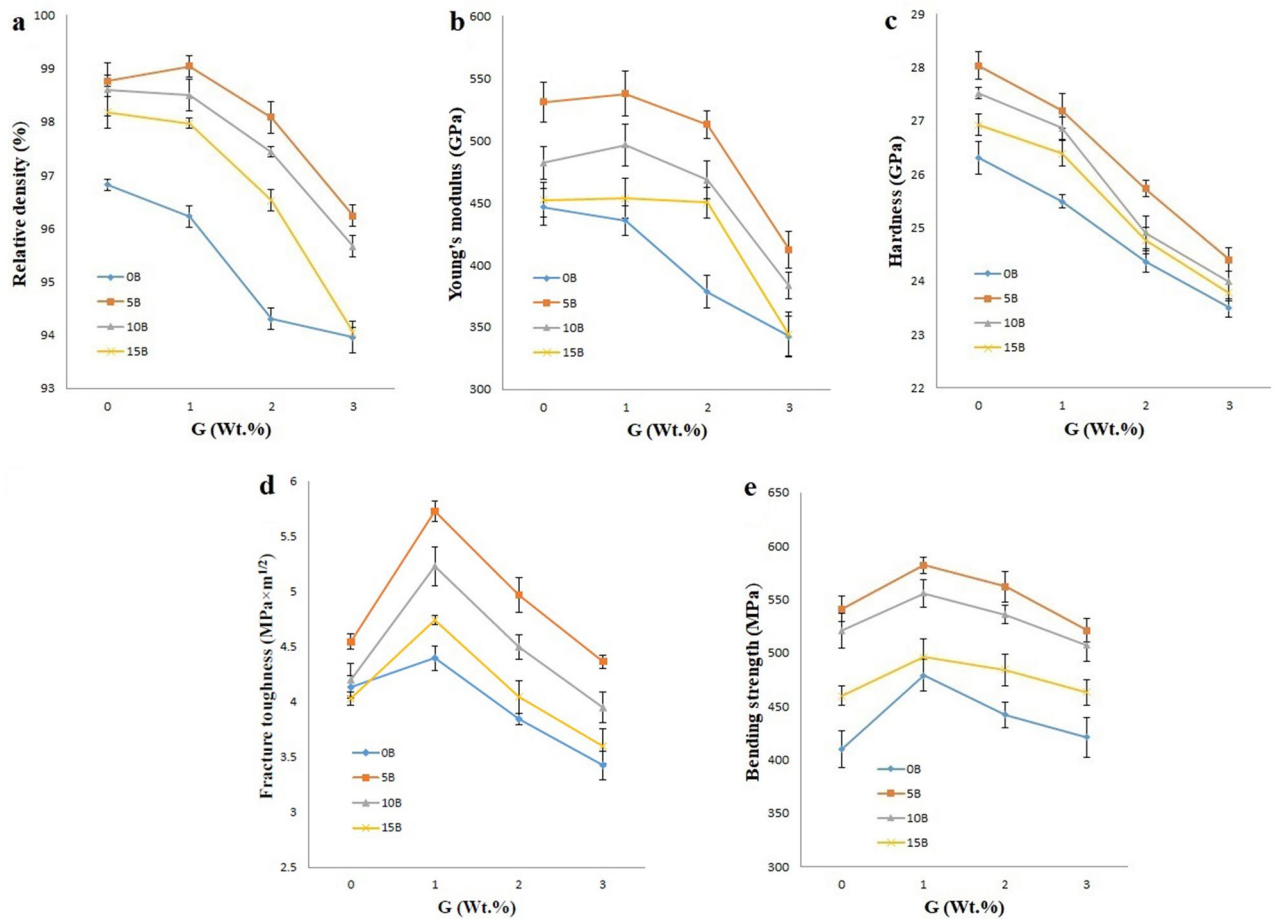 a
100
99
98
97
96
95
94
93
Relative density (%)
0B
5B
10B
15B
0 1 2 3
G (Wt.%)
b
600
550
500
450
400
350
300
Young's modulus (GPa)
0B
5B
10B
15B
0 1 2 3
G (Wt.%)
c
29
28
27
26
25
24
23
22
Hardness (GPa)
0B
5B
10B
15B
0 1 2 3
G (Wt.%)
d
6
5.5
5
4.5
4
3.5
3
2.5
Fracture toughness (MPa×m1/2)
0B
5B
10B
15B
0 1 2 3
G (Wt.%)
e
650
600
550
500
450
400
350
300
Bending strength (MPa)
0B
5B
10B
15B
0 1 2 3
G (Wt.%)